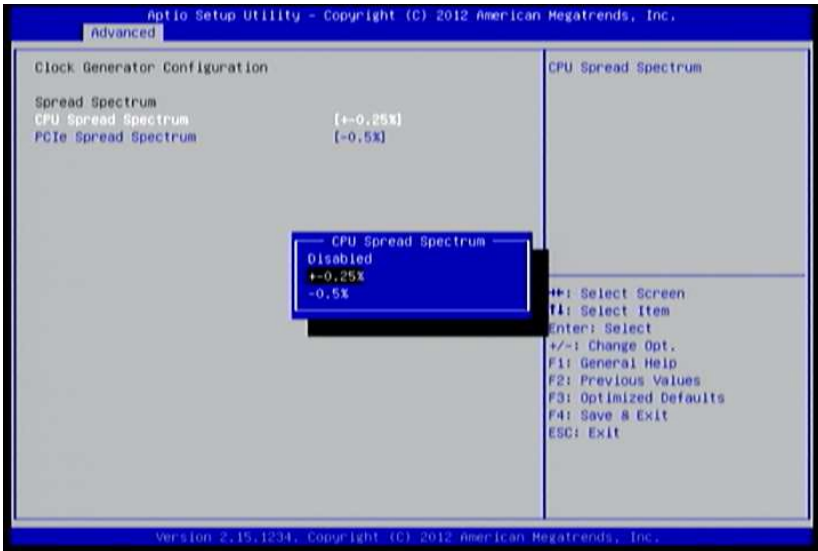 Aptio Setup Utility - Copyright (C) 2012 American Megatrends, Inc.
Advanced
Clock Generator Configuration
Spread Spectrum
CPU Spread Spectrum [+-0.25%]
PCIe Spread Spectrum [-0.5%]
CPU Spread Spectrum
CPU Spread Spectrum
Disabled
+-0.25%
-0.5%
→←: Select Screen
↑↓: Select Item
Enter: Select
+/-: Change Opt.
F1: General Help
F2: Previous Values
F3: Optimized Defaults
F4: Save & Exit
ESC: Exit
Version 2.15.1234. Copyright (C) 2012 American Megatrends, Inc.